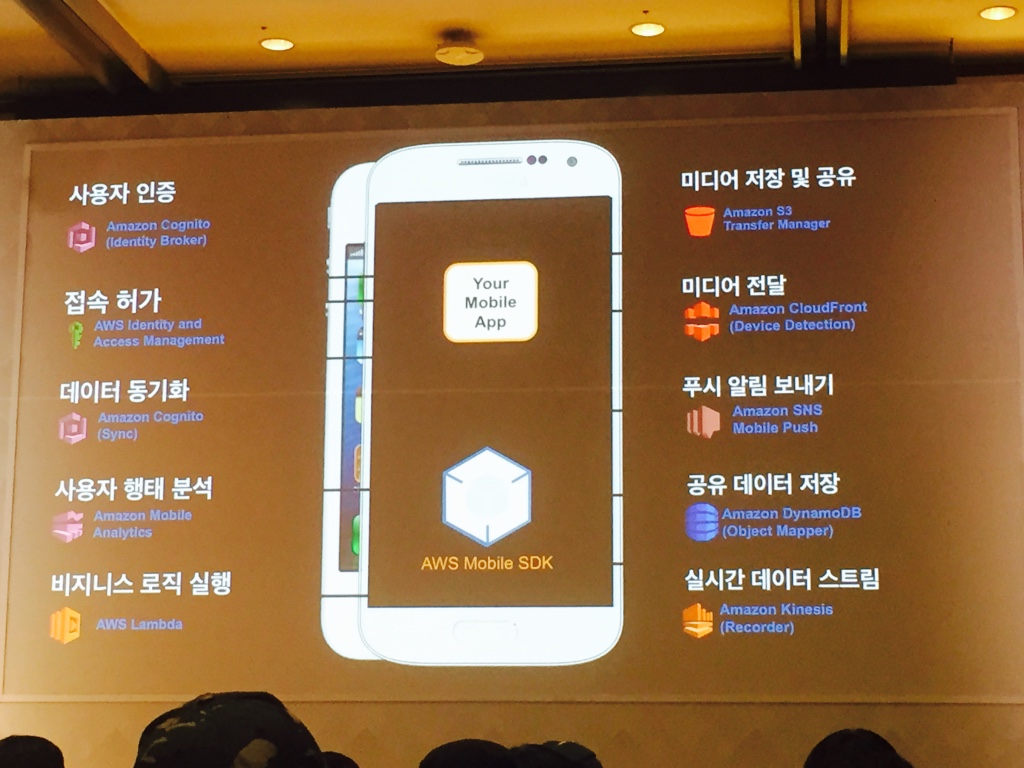 사용자 인증
Amazon Cognito
(Identity Broker)
접속 허가
AWS Identity and
Access Management
데이터 동기화
Amazon Cognito
(Sync)
사용자 행태 분석
Amazon Mobile
Analytics
비지니스 로직 실행
AWS Lambda
Your
Mobile
App
AWS Mobile SDK
미디어 저장 및 공유
Amazon S3
Transfer Manager
미디어 전달
Amazon CloudFront
(Device Detection)
푸시 알림 보내기
Amazon SNS
Mobile Push
공유 데이터 저장
Amazon DynamoDB
(Object Mapper)
실시간 데이터 스트림
Amazon Kinesis
(Recorder)